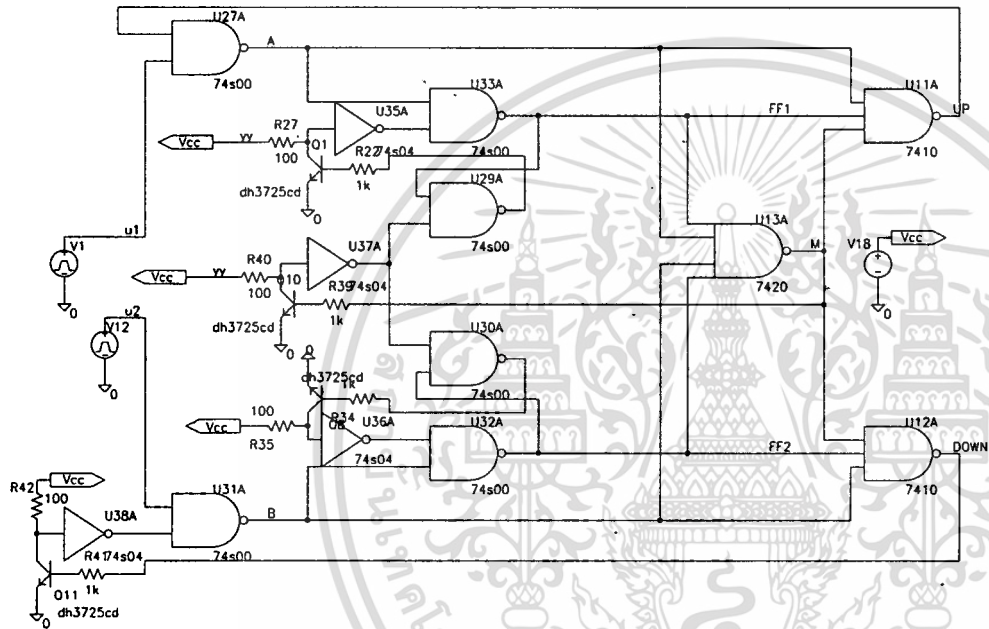 U27A
A
74s00
U33A
U11A
U35A
FF1
UP
R27
Vcc
YY
Q1
100
R22
74s04
74s00
7410
1k
U29A
dh3725cd
0
U13A
u1
U37A
M
V18
Vcc
V1
R40
74s00
Vcc
YY
Q10
100
R39
74s04
7420
0
u2
dh3725cd
1k
0
V12
0
U30A
0
dh3725cd
1k
74s00
100
R34
U36A
U32A
U12A
Vcc
R35
FF2
DOWN
74s04
Vcc
R42
100
U31A
74s00
7410
U38A
B
R41
74s04
74s00
1k
Q11
dh3725cd
0